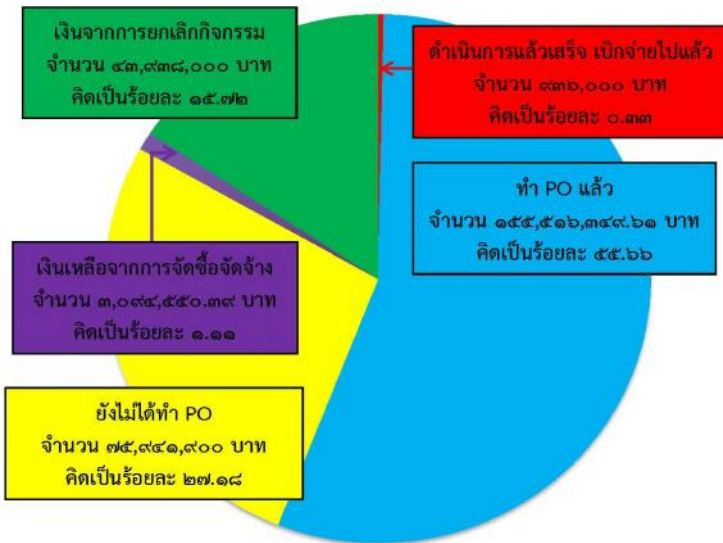 เงินจากการยกเลิกกิจกรรม
จำนวน ๔๓,๙๓๘,๐๐๐ บาท
คิดเป็นร้อยละ ๑๕.๗๒
ดำเนินการแล้วเสร็จ เบิกจ่ายไปแล้ว
จำนวน ๙๓๖,๐๐๐ บาท
คิดเป็นร้อยละ ๐.๓๓
ทำ PO แล้ว
จำนวน ๑๕๕,๕๑๖,๓๔๙.๖๑ บาท
คิดเป็นร้อยละ ๕๕.๖๖
เงินเหลือจากการจัดซื้อจัดจ้าง
จำนวน ๓,๐๙๔,๕๕๐.๓๙ บาท
คิดเป็นร้อยละ ๑.๑๑
ยังไม่ได้ทำ PO
จำนวน ๗๕,๙๔๑,๙๐๐ บาท
คิดเป็นร้อยละ ๒๗.๑๘